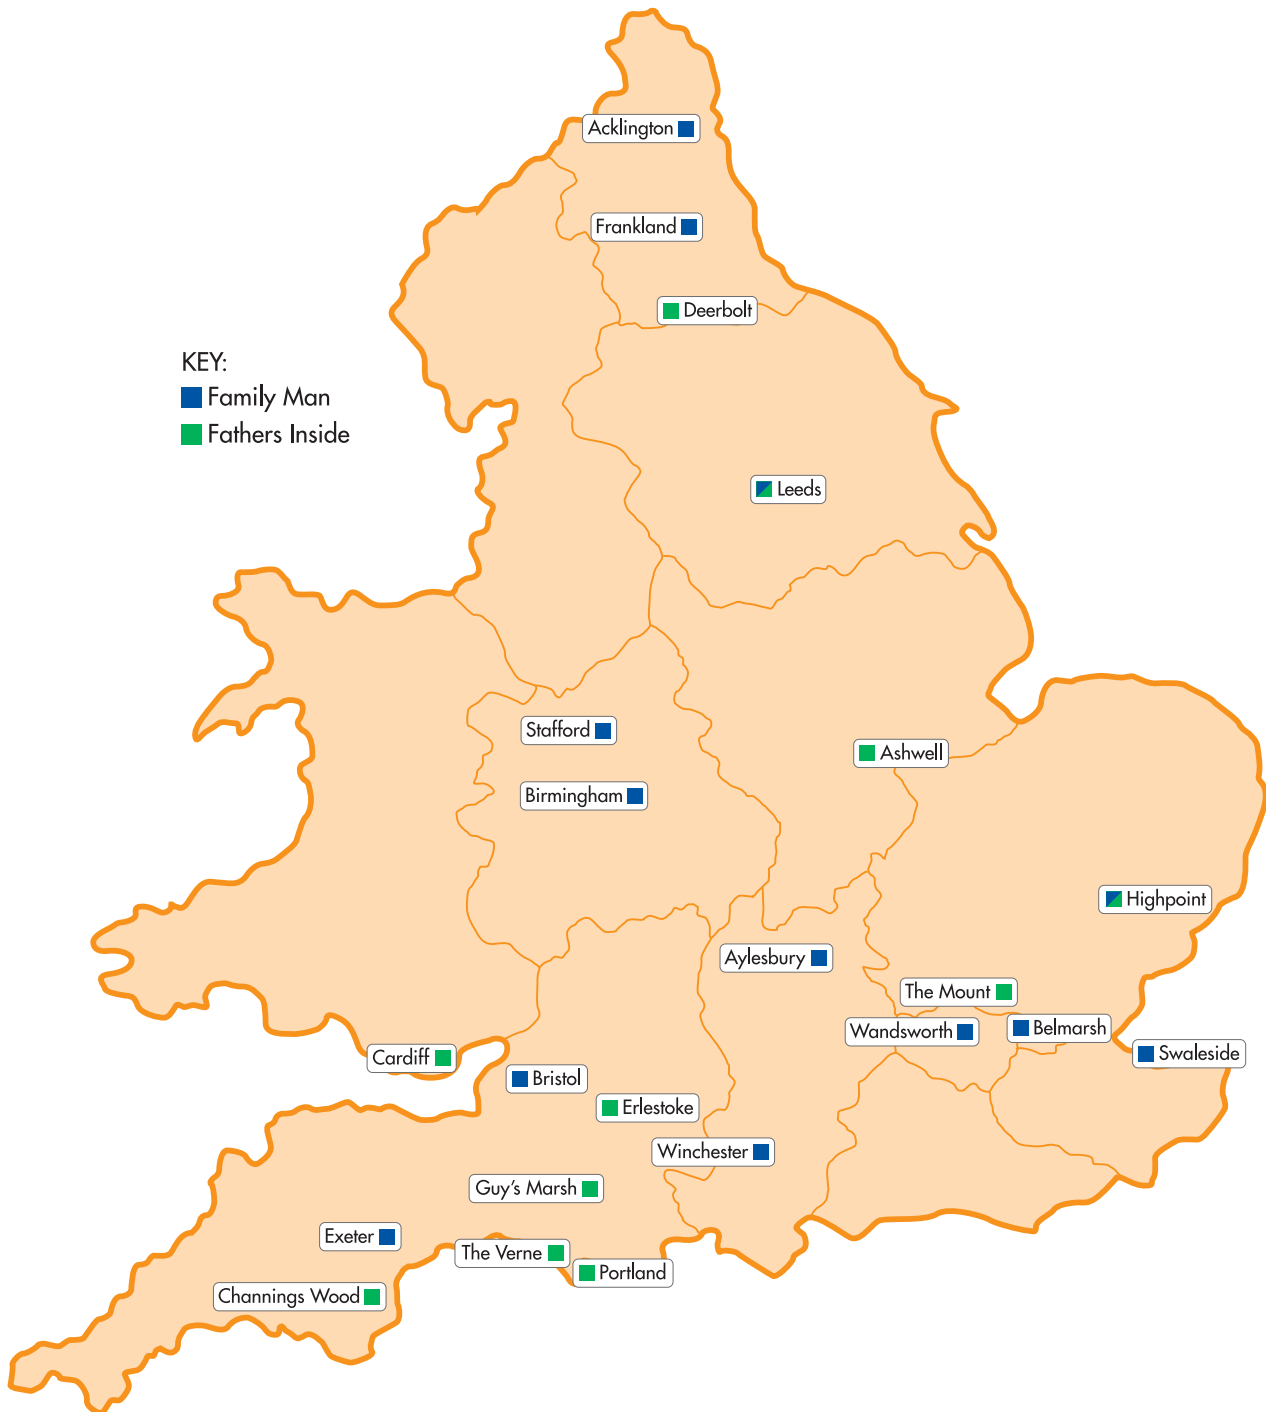 Acklington
Frankland
Deerbolt
KEY:
Family Man
Fathers Inside
Leeds
Stafford
Ashwell
Birmingham
Highpoint
Aylesbury
The Mount
Wandsworth
Belmarsh
Swaleside
Cardiff
Bristol
Erlestoke
Winchester
Guy's Marsh
Exeter
The Verne
Portland
Channings Wood